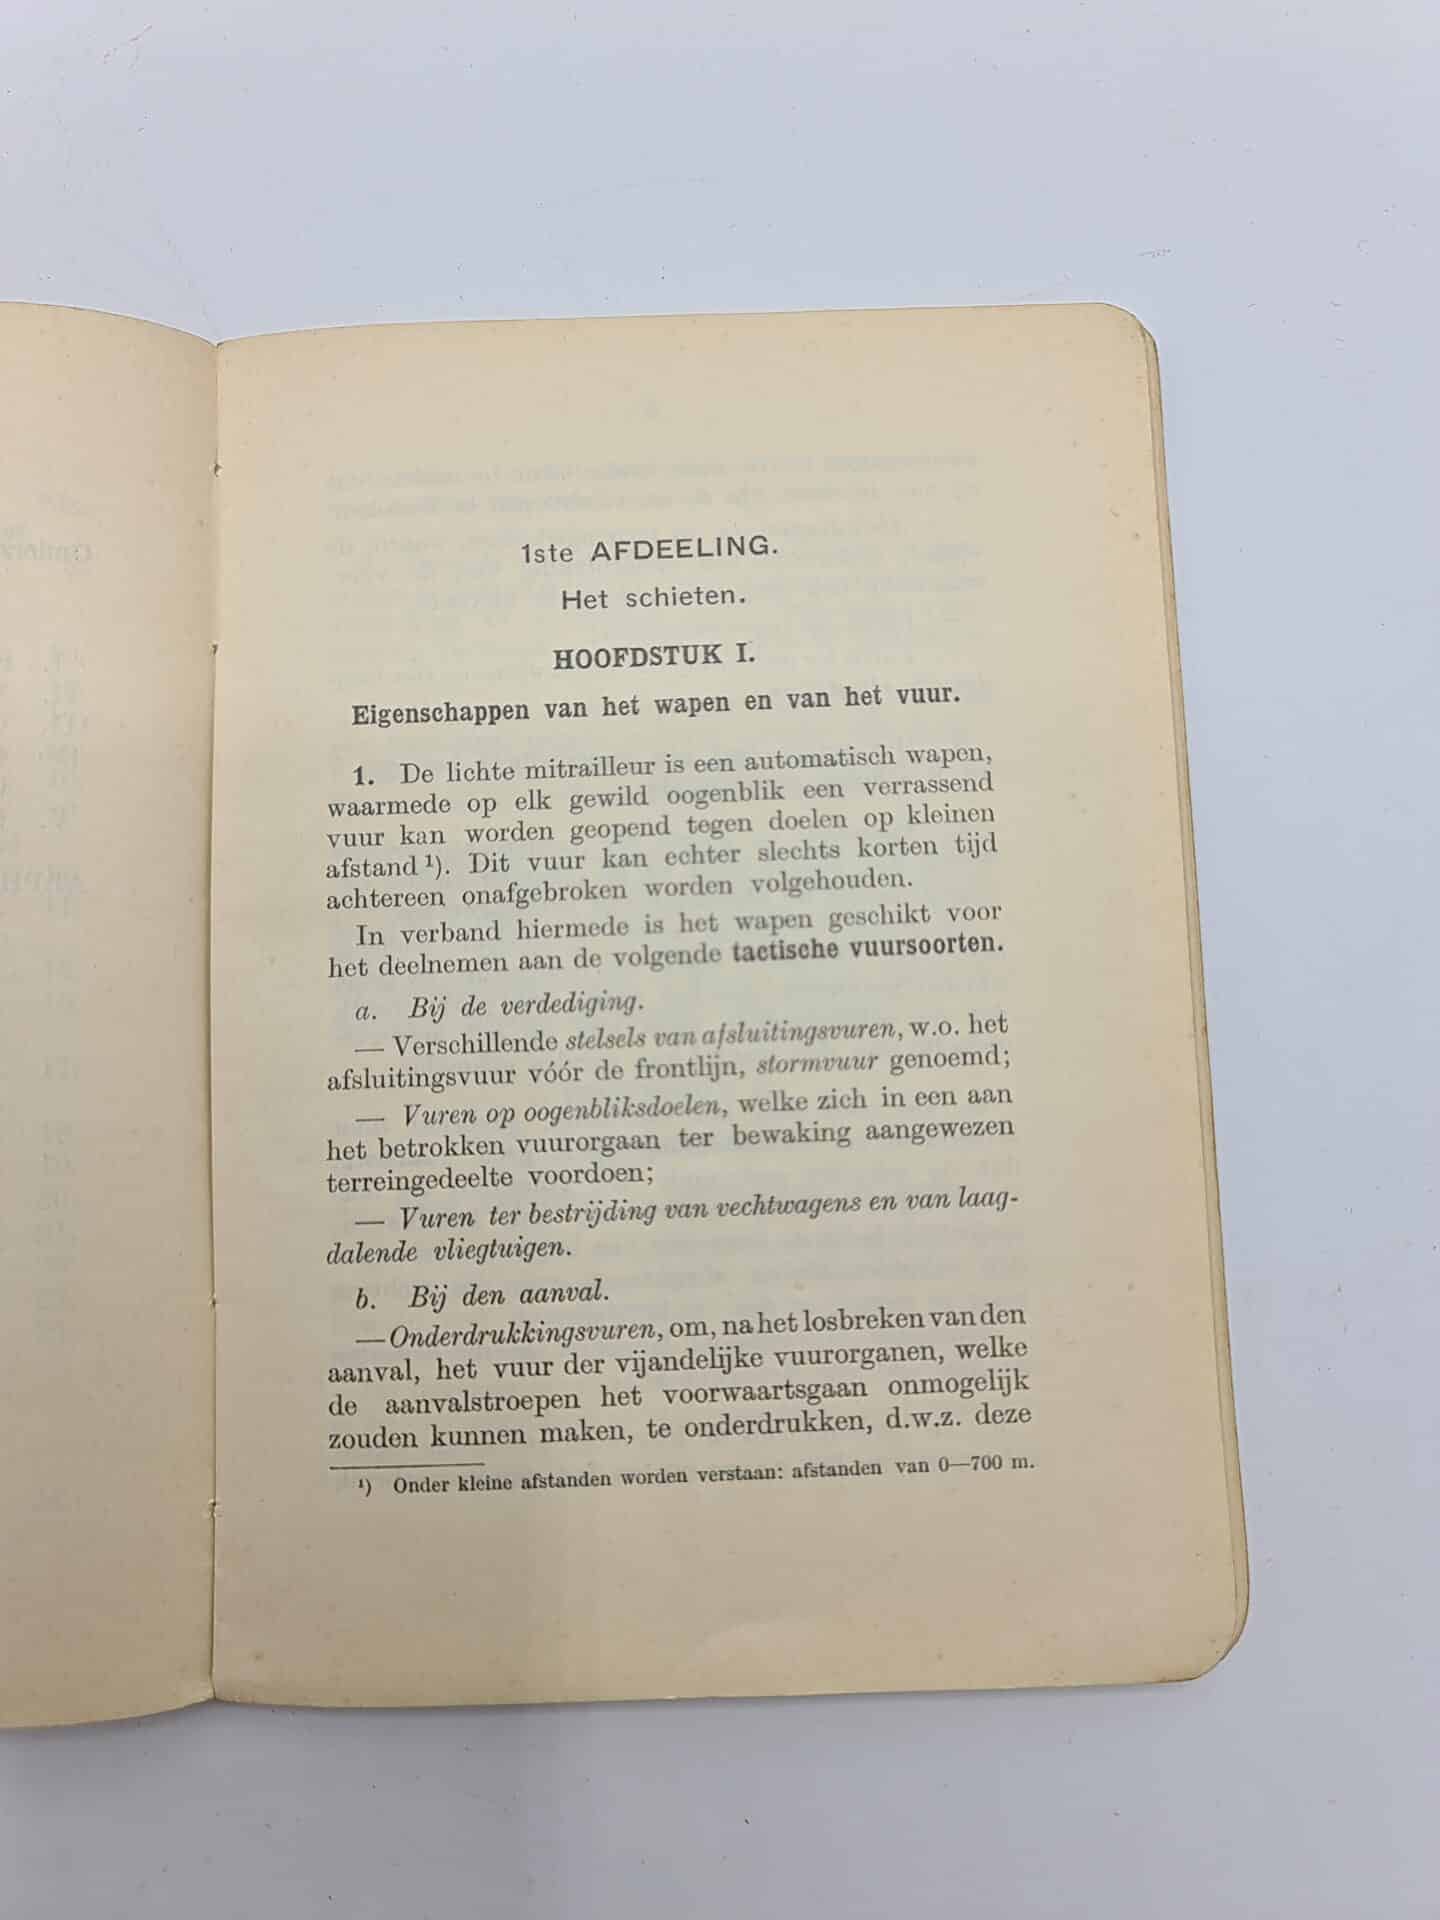 1ste AFDEELING.
Het schieten.
HOOFDSTUK I.
Eigenschappen van het wapen en van het vuur.
1. De lichte mitrailleur is een automatisch wapen,
waarmede op elk gewild oogenblik een verrassend
vuur kan worden geopend tegen doelen op kleinen
afstand ¹). Dit vuur kan echter slechts korten tijd
achtereen onafgebroken worden volgehouden.
In verband hiermede is het wapen geschikt voor
het deelnemen aan de volgende tactische vuursoorten.
a. Bij de verdediging.
— Verschillende stelsels van afsluitingsvuren, w.o. het
afsluitingsvuur vóór de frontlijn, stormvuur genoemd;
— Vuren op oogenbliksdoelen, welke zich in een aan
het betrokken vuurorgaan ter bewaking aangewezen
terreingedeelte voordoen;
— Vuren ter bestrijding van vechtwagens en van laag-
dalende vliegtuigen.
b. Bij den aanval.
— Onderdrukkingsvuren, om, na het losbreken van den
aanval, het vuur der vijandelijke vuurorganen, welke
de aanvalstroepen het voorwaartsgaan onmogelijk
zouden kunnen maken, te onderdrukken, d.w.z. deze
¹) Onder kleine afstanden worden verstaan: afstanden van 0—700 m.